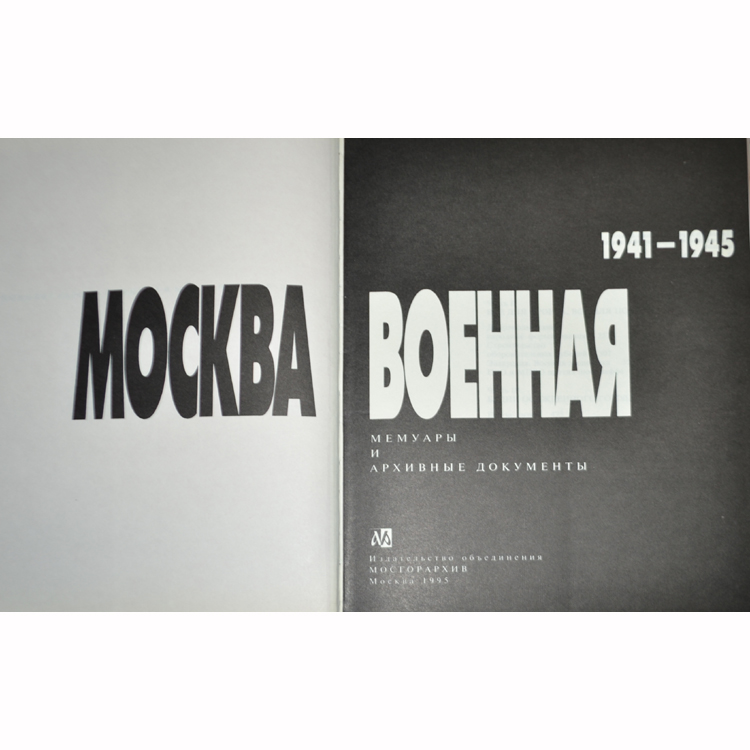 МОСКВА
1941—1945
ВОЕННАЯ
МЕМУАРЫ
И
АРХИВНЫЕ ДОКУМЕНТЫ
Издательство объединения
МОСГОРАРХИВ
Москва 1995